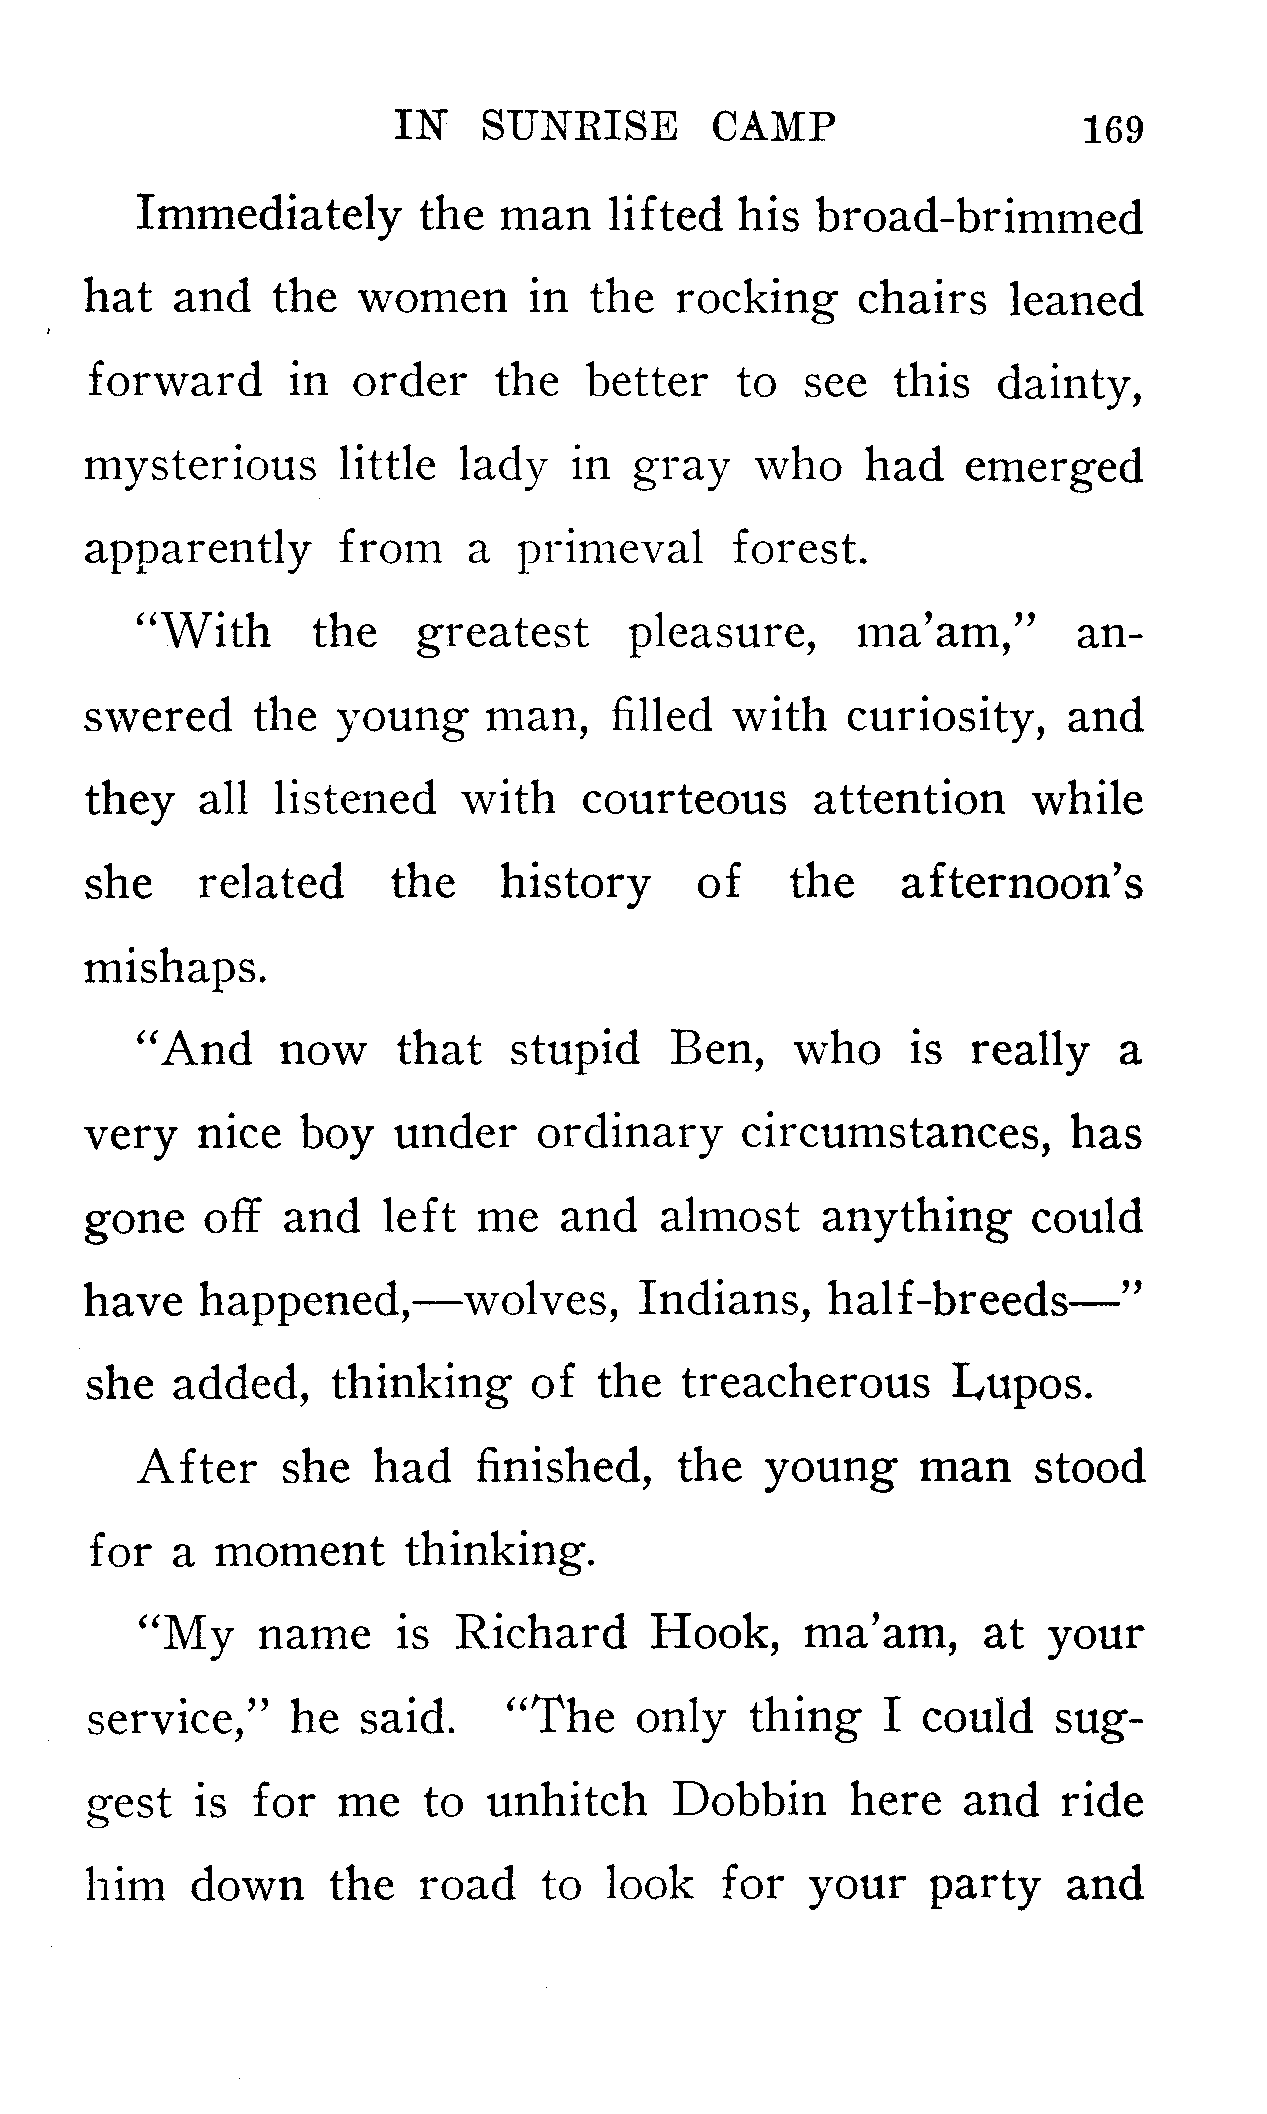 IN SUNRISE CAMP 169
Immediately the man lifted his broad-brimmed
hat and the women in the rocking chairs leaned
forward in order the better to see this dainty,
mysterious little lady in gray who had emerged
apparently from a primeval forest.
“With the greatest pleasure, ma’am,” an-
swered the young man, filled with curiosity, and
they all listened with courteous attention while
she related the history of the afternoon’s
mishaps.
“And now that stupid Ben, who is really a
very nice boy under ordinary circumstances, has
gone off and left me and almost anything could
have happened,—wolves, Indians, half-breeds—”
she added, thinking of the treacherous Lupos.
After she had finished, the young man stood
for a moment thinking.
“My name is Richard Hook, ma’am, at your
service,” he said. “The only thing I could sug-
gest is for me to unhitch Dobbin here and ride
him down the road to look for your party and